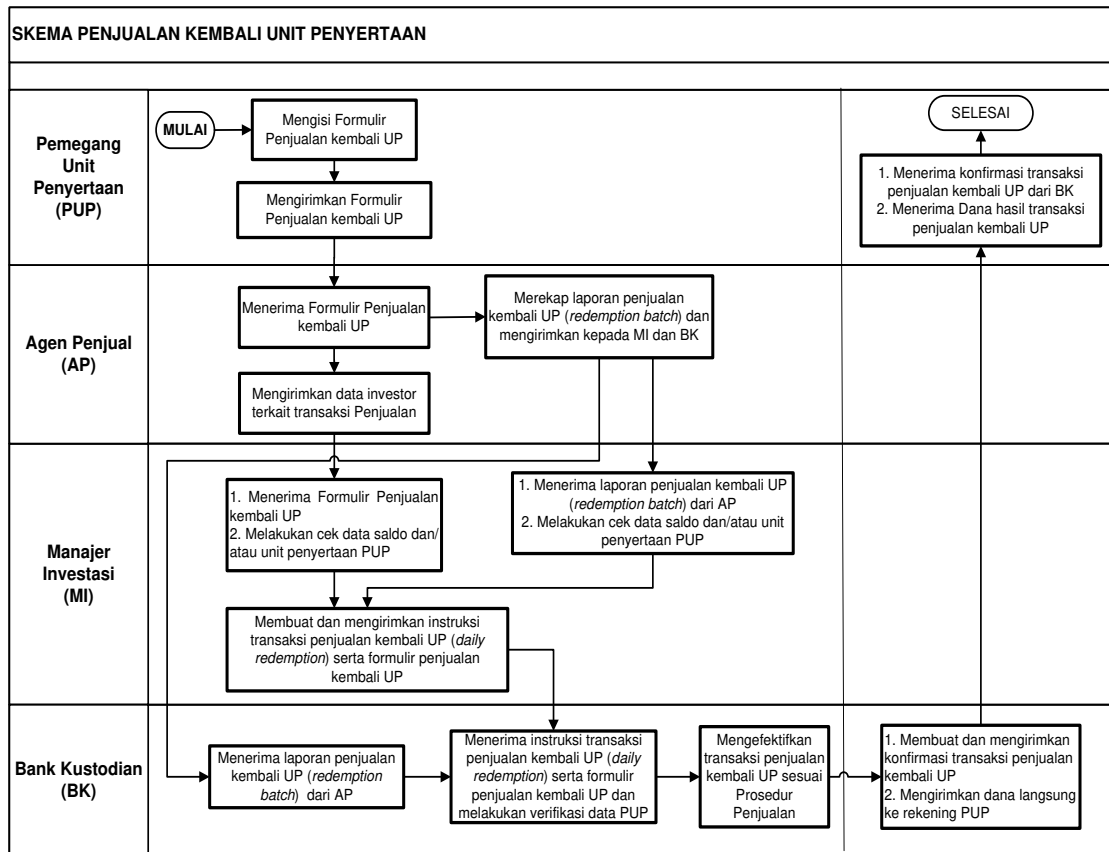 SKEMA PENJUALAN KEMBALI UNIT PENYERTAAN
Pemegang
Unit
Penyertaan
(PUP)
MULAI
Mengisi Formulir
Penjualan kembali UP
Mengirimkan Formulir
Penjualan kembali UP
SELESAI
1. Menerima konfirmasi transaksi
penjualan kembali UP dari BK
2. Menerima Dana hasil transaksi
penjualan kembali UP
Agen Penjual
(AP)
Menerima Formulir Penjualan
kembali UP
Merekap laporan penjualan
kembali UP (redemption batch) dan
mengirimkan kepada MI dan BK
Mengirimkan data investor
terkait transaksi Penjualan
Manajer
Investasi
(MI)
1. Menerima Formulir Penjualan
kembali UP
2. Melakukan cek data saldo dan/
atau unit penyertaan PUP
1. Menerima laporan penjualan kembali UP
(redemption batch) dari AP
2. Melakukan cek data saldo dan/atau unit
penyertaan PUP
Membuat dan mengirimkan instruksi
transaksi penjualan kembali UP (daily
redemption) serta formulir penjualan
kembali UP
Bank Kustodian
(BK)
Menerima laporan penjualan
kembali UP (redemption
batch) dari AP
Menerima instruksi transaksi
penjualan kembali UP (daily
redemption) serta formulir
penjualan kembali UP dan
melakukan verifikasi data PUP
Mengefektifkan
transaksi penjualan
kembali UP sesuai
Prosedur
Penjualan
1. Membuat dan mengirimkan
konfirmasi transaksi penjualan
kembali UP
2. Mengirimkan dana langsung
ke rekening PUP